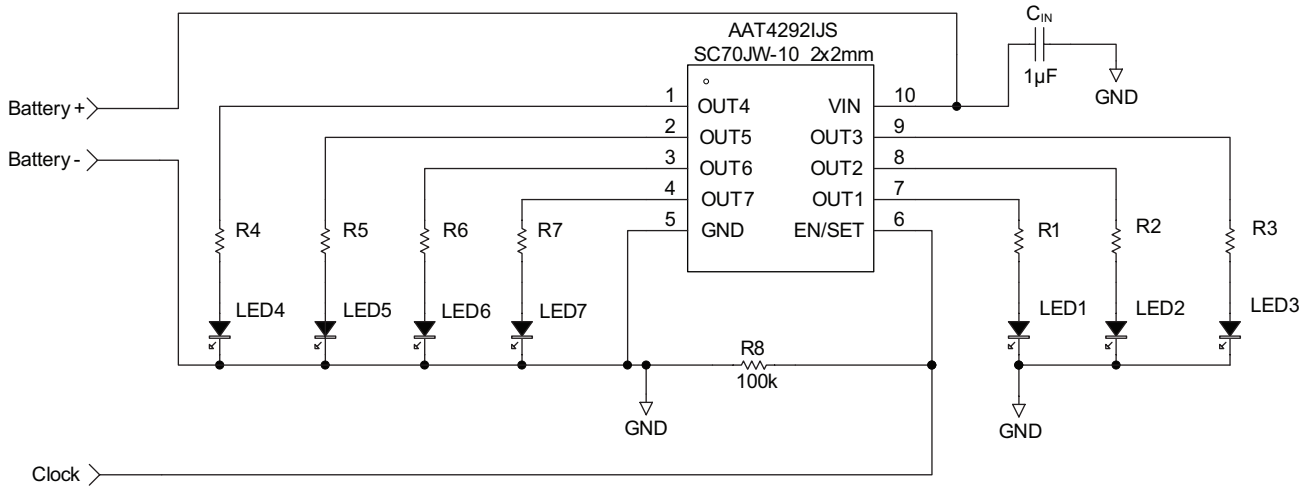 AAT4292IJS
SC70JW-10 2x2mm
C_IN
1µF
GND
Battery +
Battery -
1
OUT4
VIN
10
2
OUT5
OUT3
9
3
OUT6
OUT2
8
4
OUT7
OUT1
7
5
GND
EN/SET
6
R4
R5
R6
R7
R1
R2
R3
LED4
LED5
LED6
LED7
LED1
LED2
LED3
R8
100k
GND
GND
Clock